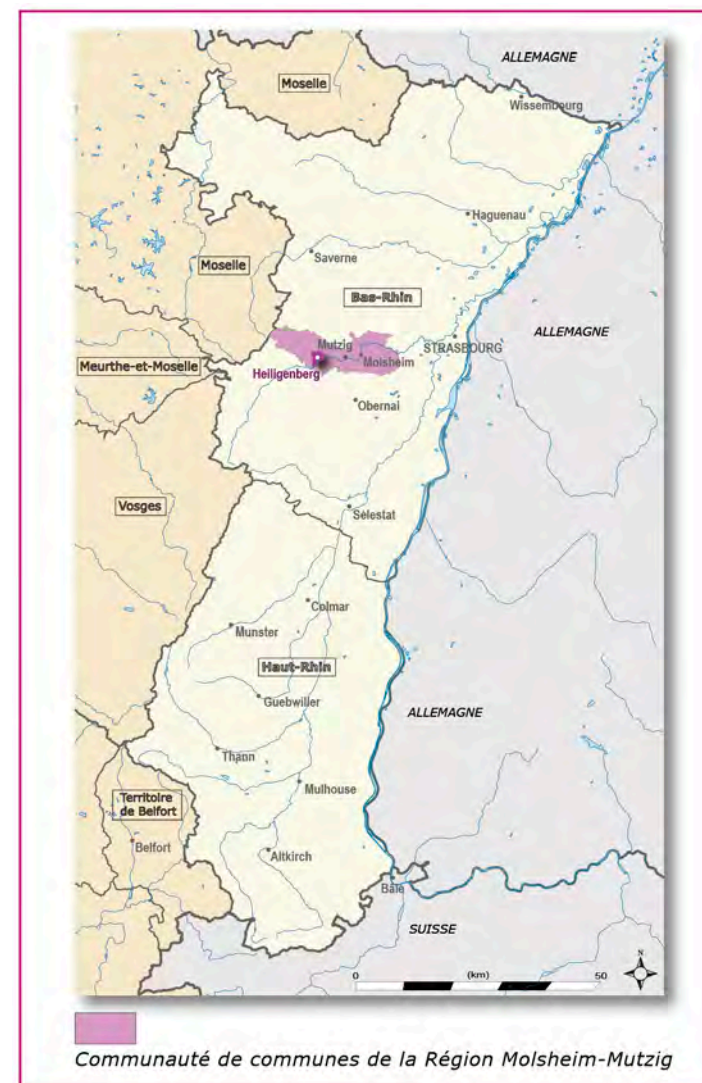 ALLEMAGNE
Moselle
Wissembourg
Haguenau
Moselle
Saverne
Bas-Rhin
ALLEMAGNE
Mutzig
STRASBOURG
Molsheim
Meurthe-et-Moselle
Heiligenberg
Obernai
Vosges
Sélestat
Colmar
Munster
Haut-Rhin
Guebwiller
ALLEMAGNE
Thann
Mulhouse
Territoire
de Belfort
Belfort
Altkirch
Bâle
SUISSE
N
0 (km) 50
Communauté de communes de la Région Molsheim-Mutzig